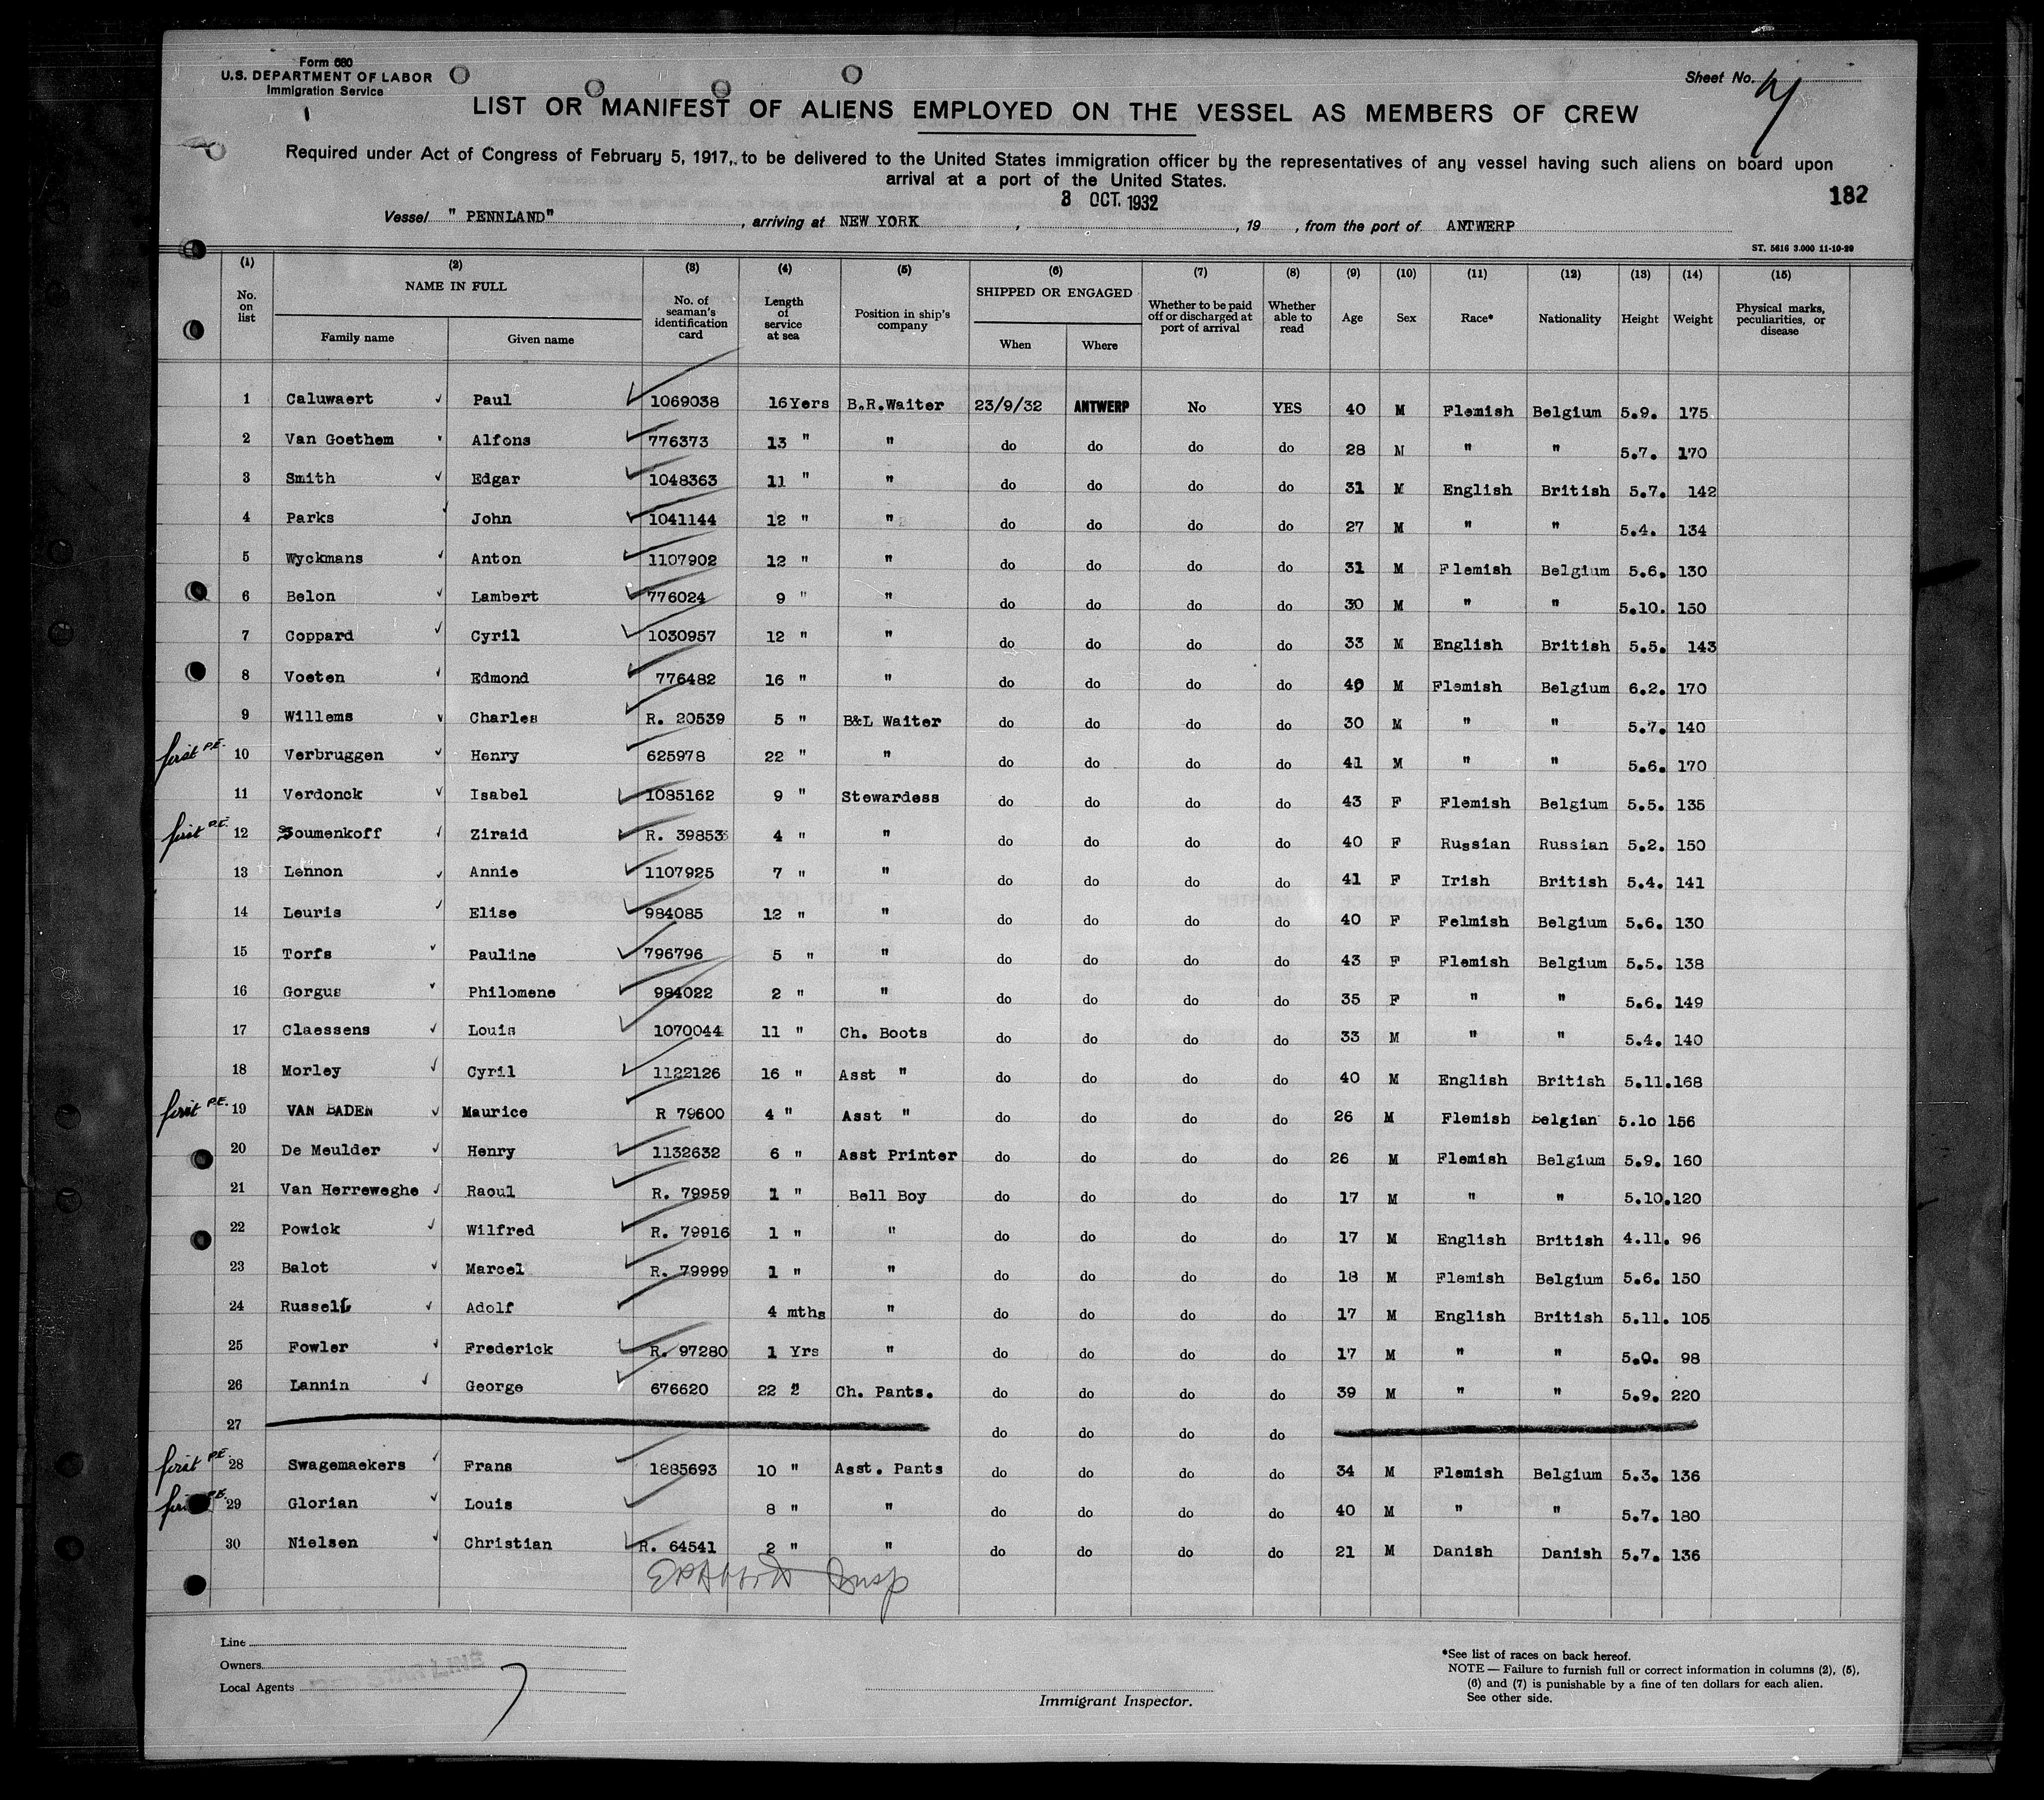 Form 680
U.S. DEPARTMENT OF LABOR
Immigration Service
Sheet No.
LIST OR MANIFEST OF ALIENS EMPLOYED ON THE VESSEL AS MEMBERS OF CREW
Required under Act of Congress of February 5, 1917, to be delivered to the United States immigration officer by the representatives of any vessel having such aliens on board upon
arrival at a port of the United States.
182
3 OCT. 1932
Vessel " PENNLAND" , arriving at NEW YORK , , 19 , from the port of ANTWERP
ST. 5616 3.000 11-10-29
(1) (2) (3) (4) (5) (6) (7) (8) (9) (10) (11) (12) (13) (14) (15)
No. on list NAME IN FULL Family name Given name No. of seaman's identification card Length of service at sea Position in ship's company SHIPPED OR ENGAGED When Where Whether to be paid off or discharged at port of arrival Whether able to read Age Sex Race* Nationality Height Weight Physical marks, peculiarities, or disease
1 Caluwaert Paul 1069038 16Yers B.R.Waiter 23/9/32 ANTWERP No YES 40 M Flemish Belgium 5.9. 175
2 Van Goethem Alfons 776373 13 " " do do do do 28 M " " 5.7. 170
3 Smith Edgar 1048363 11 " " do do do do 31 M English British 5.7. 142
4 Parks John 1041144 12 " " do do do do 27 M " " 5.4. 134
5 Wyckmans Anton 1107902 12 " " do do do do 31 M Flemish Belgium 5.6. 130
6 Belon Lambert 776024 9 " " do do do do 30 M " " 5.10. 150
7 Coppard Cyril 1030957 12 " " do do do do 33 M English British 5.5. 143
8 Voeten Edmond 776482 16 " " do do do do 40 M Flemish Belgium 6.2. 170
9 Willems Charles R. 20539 5 " B&L Waiter do do do do 30 M " " 5.7. 140
first P.E. 10 Verbruggen Henry 625978 22 " " do do do do 41 M " " 5.6. 170
11 Verdonck Isabel 1085162 9 " Stewardess do do do do 43 F Flemish Belgium 5.5. 135
first P.E. 12 Soumenkoff Ziraid R. 39853 4 " " do do do do 40 F Russian Russian 5.2. 150
13 Lennon Annie 1107925 7 " " do do do do 41 F Irish British 5.4. 141
14 Leuris Elise 984085 12 " " do do do do 40 F Felmish Belgium 5.6. 130
15 Torfs Pauline 796796 5 " " do do do do 43 F Flemish Belgium 5.5. 138
16 Gorgus Philomene 984022 2 " " do do do do 35 F " " 5.6. 149
17 Claessens Louis 1070044 11 " Ch. Boots do do do do 33 M " " 5.4. 140
18 Morley Cyril 1122126 16 " Asst " do do do do 40 M English British 5.11. 168
first P.E. 19 VAN BADEN Maurice R 79600 4 " Asst " do do do do 26 M Flemish Belgian 5.10 156
20 De Meulder Henry 1132632 6 " Asst Printer do do do do 26 M Flemish Belgium 5.9. 160
21 Van Herreweghe Raoul R. 79959 1 " Bell Boy do do do do 17 M " " 5.10. 120
22 Powick Wilfred R. 79916 1 " " do do do do 17 M English British 4.11. 96
23 Balot Marcel R. 79999 1 " " do do do do 18 M Flemish Belgium 5.6. 150
24 Russell Adolf 4 mths " do do do do 17 M English British 5.11. 105
25 Fowler Frederick R. 97280 1 Yrs " do do do do 17 M " " 5.0. 98
26 Lannin George 676620 22 " Ch. Pants. do do do do 39 M " " 5.9. 220
27 do do do do
first P.E. 28 Swagemaekers Frans 1885693 10 " Asst. Pants do do do do 34 M Flemish Belgium 5.3. 136
first P.E. 29 Glorian Louis 8 " " do do do do 40 M " " 5.7. 180
30 Nielsen Christian R. 64541 2 " " do do do do 21 M Danish Danish 5.7. 136
Insp
Line
Owners
Local Agents
7
Immigrant Inspector.
*See list of races on back hereof.
NOTE — Failure to furnish full or correct information in columns (2), (5),
(6) and (7) is punishable by a fine of ten dollars for each alien.
See other side.